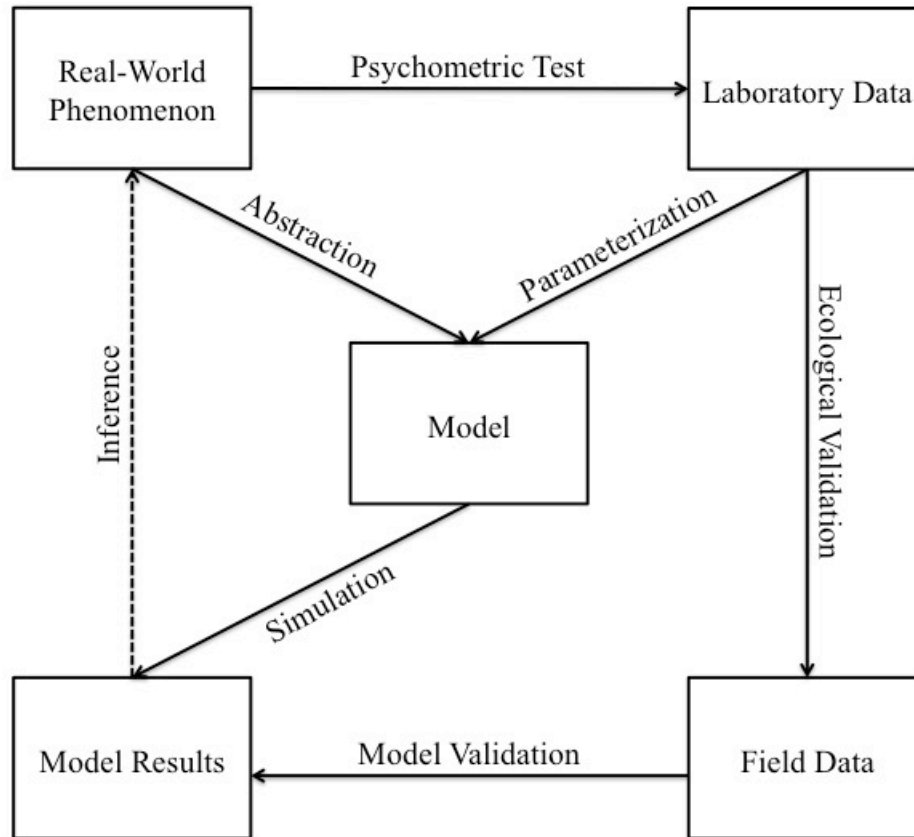 Real-World
Phenomenon
Psychometric Test
Laboratory Data
Abstraction
Parameterization
Ecological Validation
Inference
Model
Simulation
Model Results
Model Validation
Field Data